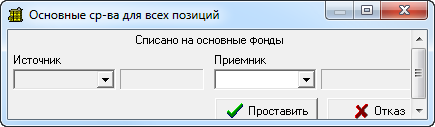 Основные ср-ва для всех позиций
Списано на основные фонды
Источник Приемник
Проставить Отказ